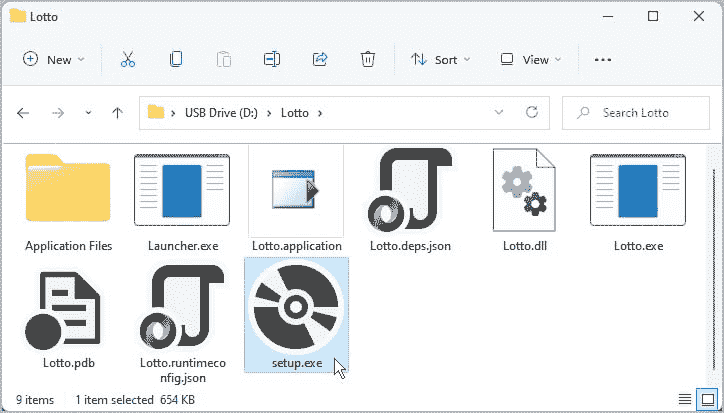 Lotto
New
Sort
View
USB Drive (D:)
Lotto
Search Lotto
Application Files
Launcher.exe
Lotto.application
Lotto.deps.json
Lotto.dll
Lotto.exe
Lotto.pdb
Lotto.runtimeco
nfig.json
setup.exe
9 items
1 item selected 654 KB